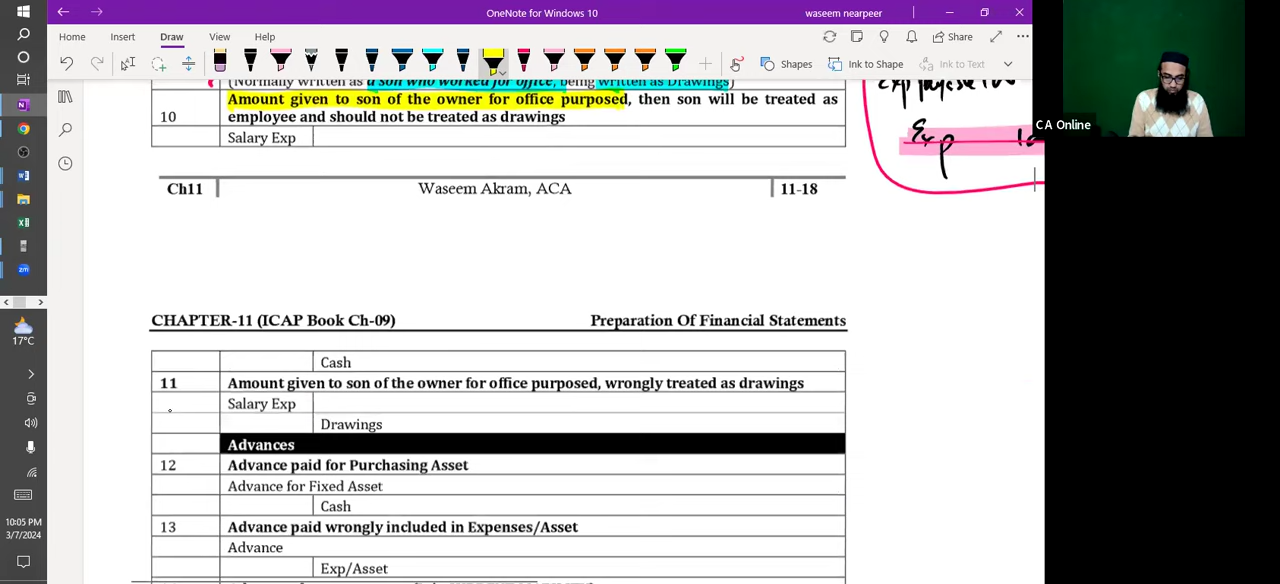 OneNote for Windows 10
waseem nearpeer
Home Insert Draw View Help
Share
Shapes Ink to Shape Ink to Text
(Normally written as a son who worked for office, being written as Drawings)
Amount given to son of the owner for office purposed, then son will be treated as
10 employee and should not be treated as drawings
Salary Exp
Exp
CA Online
Ch11 Waseem Akram, ACA 11-18
CHAPTER-11 (ICAP Book Ch-09) Preparation Of Financial Statements
Cash
11 Amount given to son of the owner for office purposed, wrongly treated as drawings
Salary Exp
Drawings
Advances
12 Advance paid for Purchasing Asset
Advance for Fixed Asset
Cash
13 Advance paid wrongly included in Expenses/Asset
Advance
Exp/Asset
17°C
10:05 PM
3/7/2024